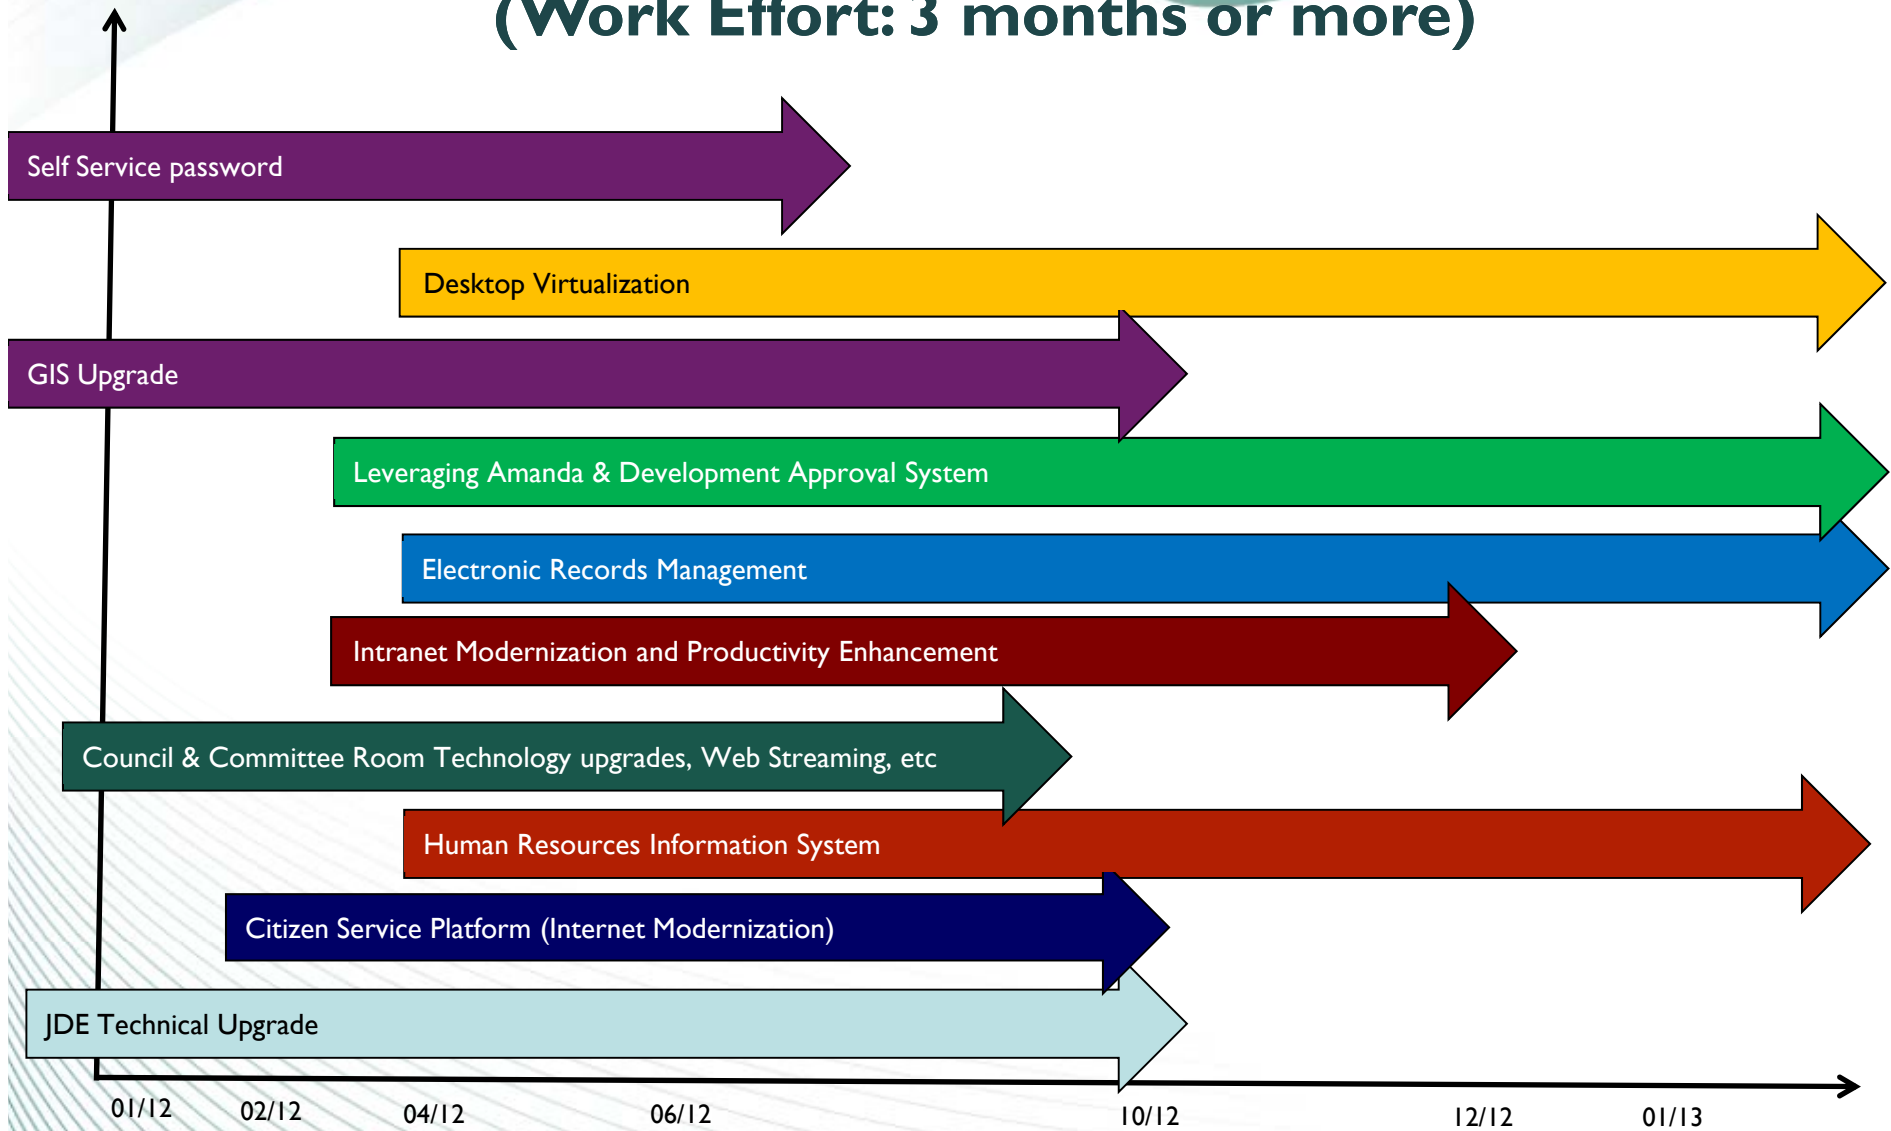 (Work Effort: 3 months or more)
Self Service password
Desktop Virtualization
GIS Upgrade
Leveraging Amanda & Development Approval System
Electronic Records Management
Intranet Modernization and Productivity Enhancement
Council & Committee Room Technology upgrades, Web Streaming, etc
Human Resources Information System
Citizen Service Platform (Internet Modernization)
JDE Technical Upgrade
01/12 02/12 04/12 06/12 10/12 12/12 01/13